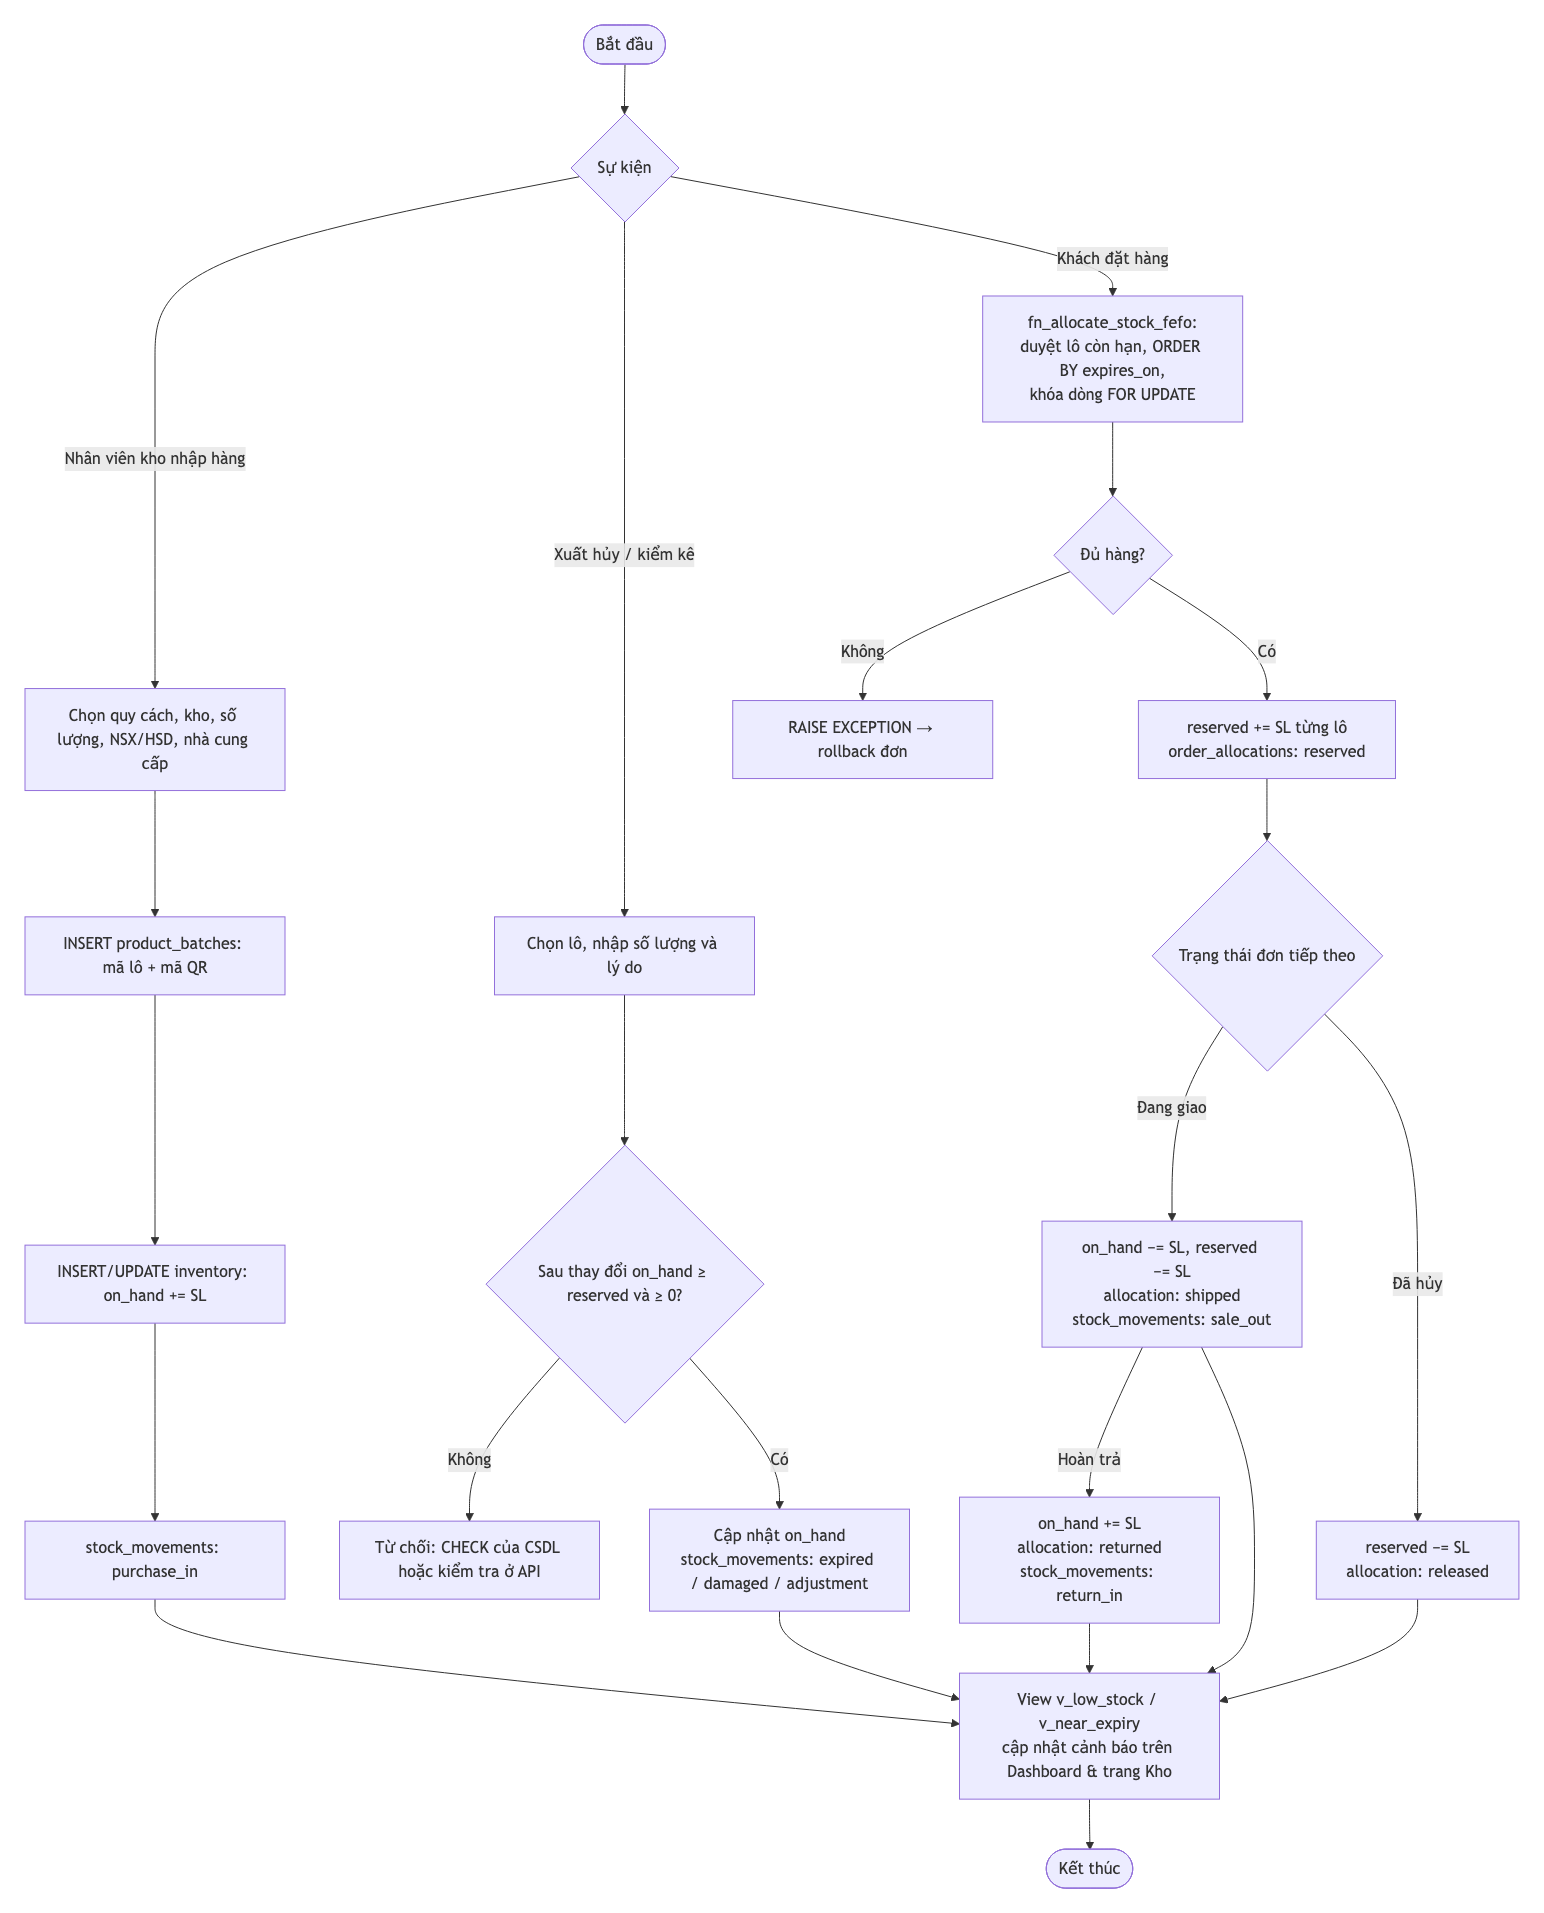 Bắt đầu
Sự kiện
Khách đặt hàng
fn_allocate_stock_fefo:
duyệt lô còn hạn, ORDER
BY expires_on,
khóa dòng FOR UPDATE
Nhân viên kho nhập hàng
Xuất hủy / kiểm kê
Đủ hàng?
Không
Có
Chọn quy cách, kho, số
lượng, NSX/HSD, nhà cung
cấp
RAISE EXCEPTION →
rollback đơn
reserved += SL từng lô
order_allocations: reserved
INSERT product_batches:
mã lô + mã QR
Chọn lô, nhập số lượng và
lý do
Trạng thái đơn tiếp theo
Đang giao
INSERT/UPDATE inventory:
on_hand += SL
Sau thay đổi on_hand ≥
reserved và ≥ 0?
on_hand −= SL, reserved
−= SL
allocation: shipped
stock_movements: sale_out
Đã hủy
Không
Có
Hoàn trả
stock_movements:
purchase_in
Từ chối: CHECK của CSDL
hoặc kiểm tra ở API
Cập nhật on_hand
stock_movements: expired
/ damaged / adjustment
on_hand += SL
allocation: returned
stock_movements:
return_in
reserved −= SL
allocation: released
View v_low_stock /
v_near_expiry
cập nhật cảnh báo trên
Dashboard & trang Kho
Kết thúc